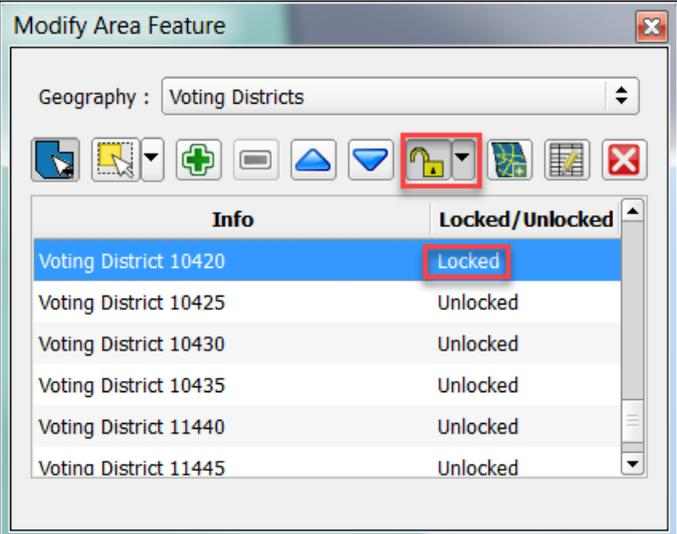 Modify Area Feature
Geography : Voting Districts
Info Locked/Unlocked
Voting District 10420 Locked
Voting District 10425 Unlocked
Voting District 10430 Unlocked
Voting District 10435 Unlocked
Voting District 11440 Unlocked
Voting District 11445 Unlocked